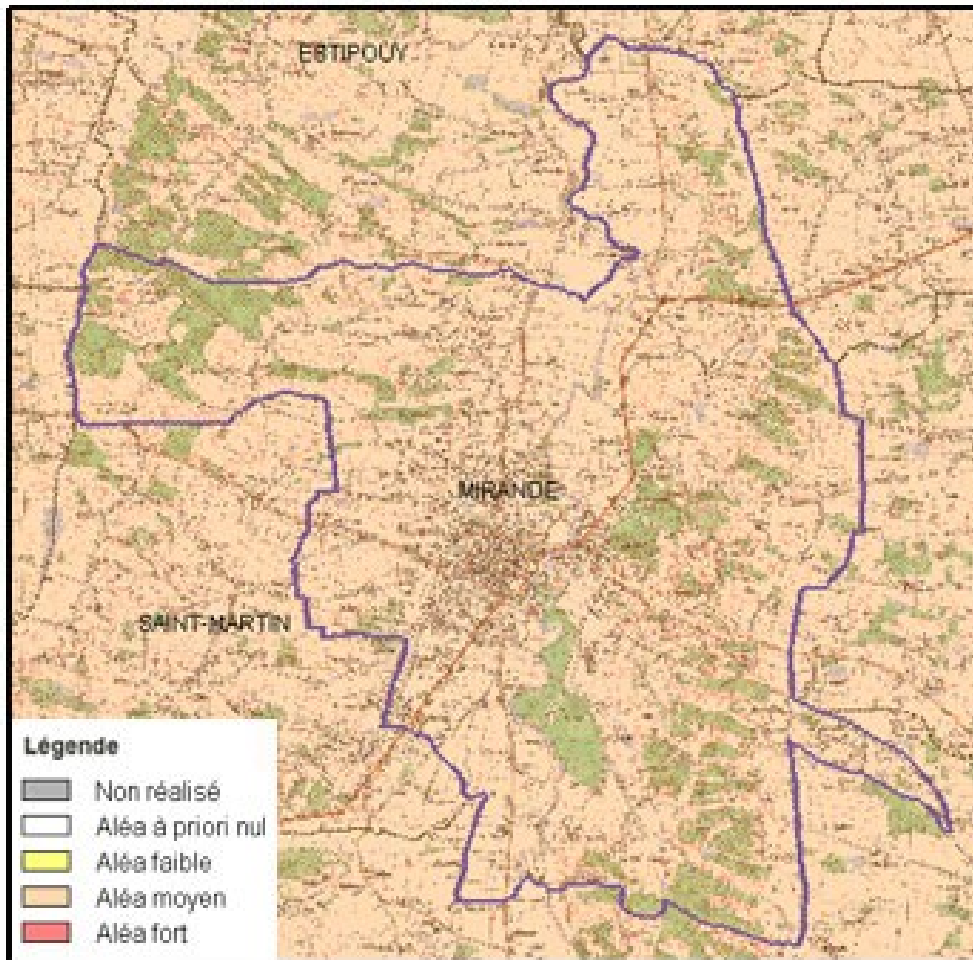 ESTIPOUY
MIRANDE
SAINT-MARTIN
Légende
Non réalisé
Aléa à priori nul
Aléa faible
Aléa moyen
Aléa fort